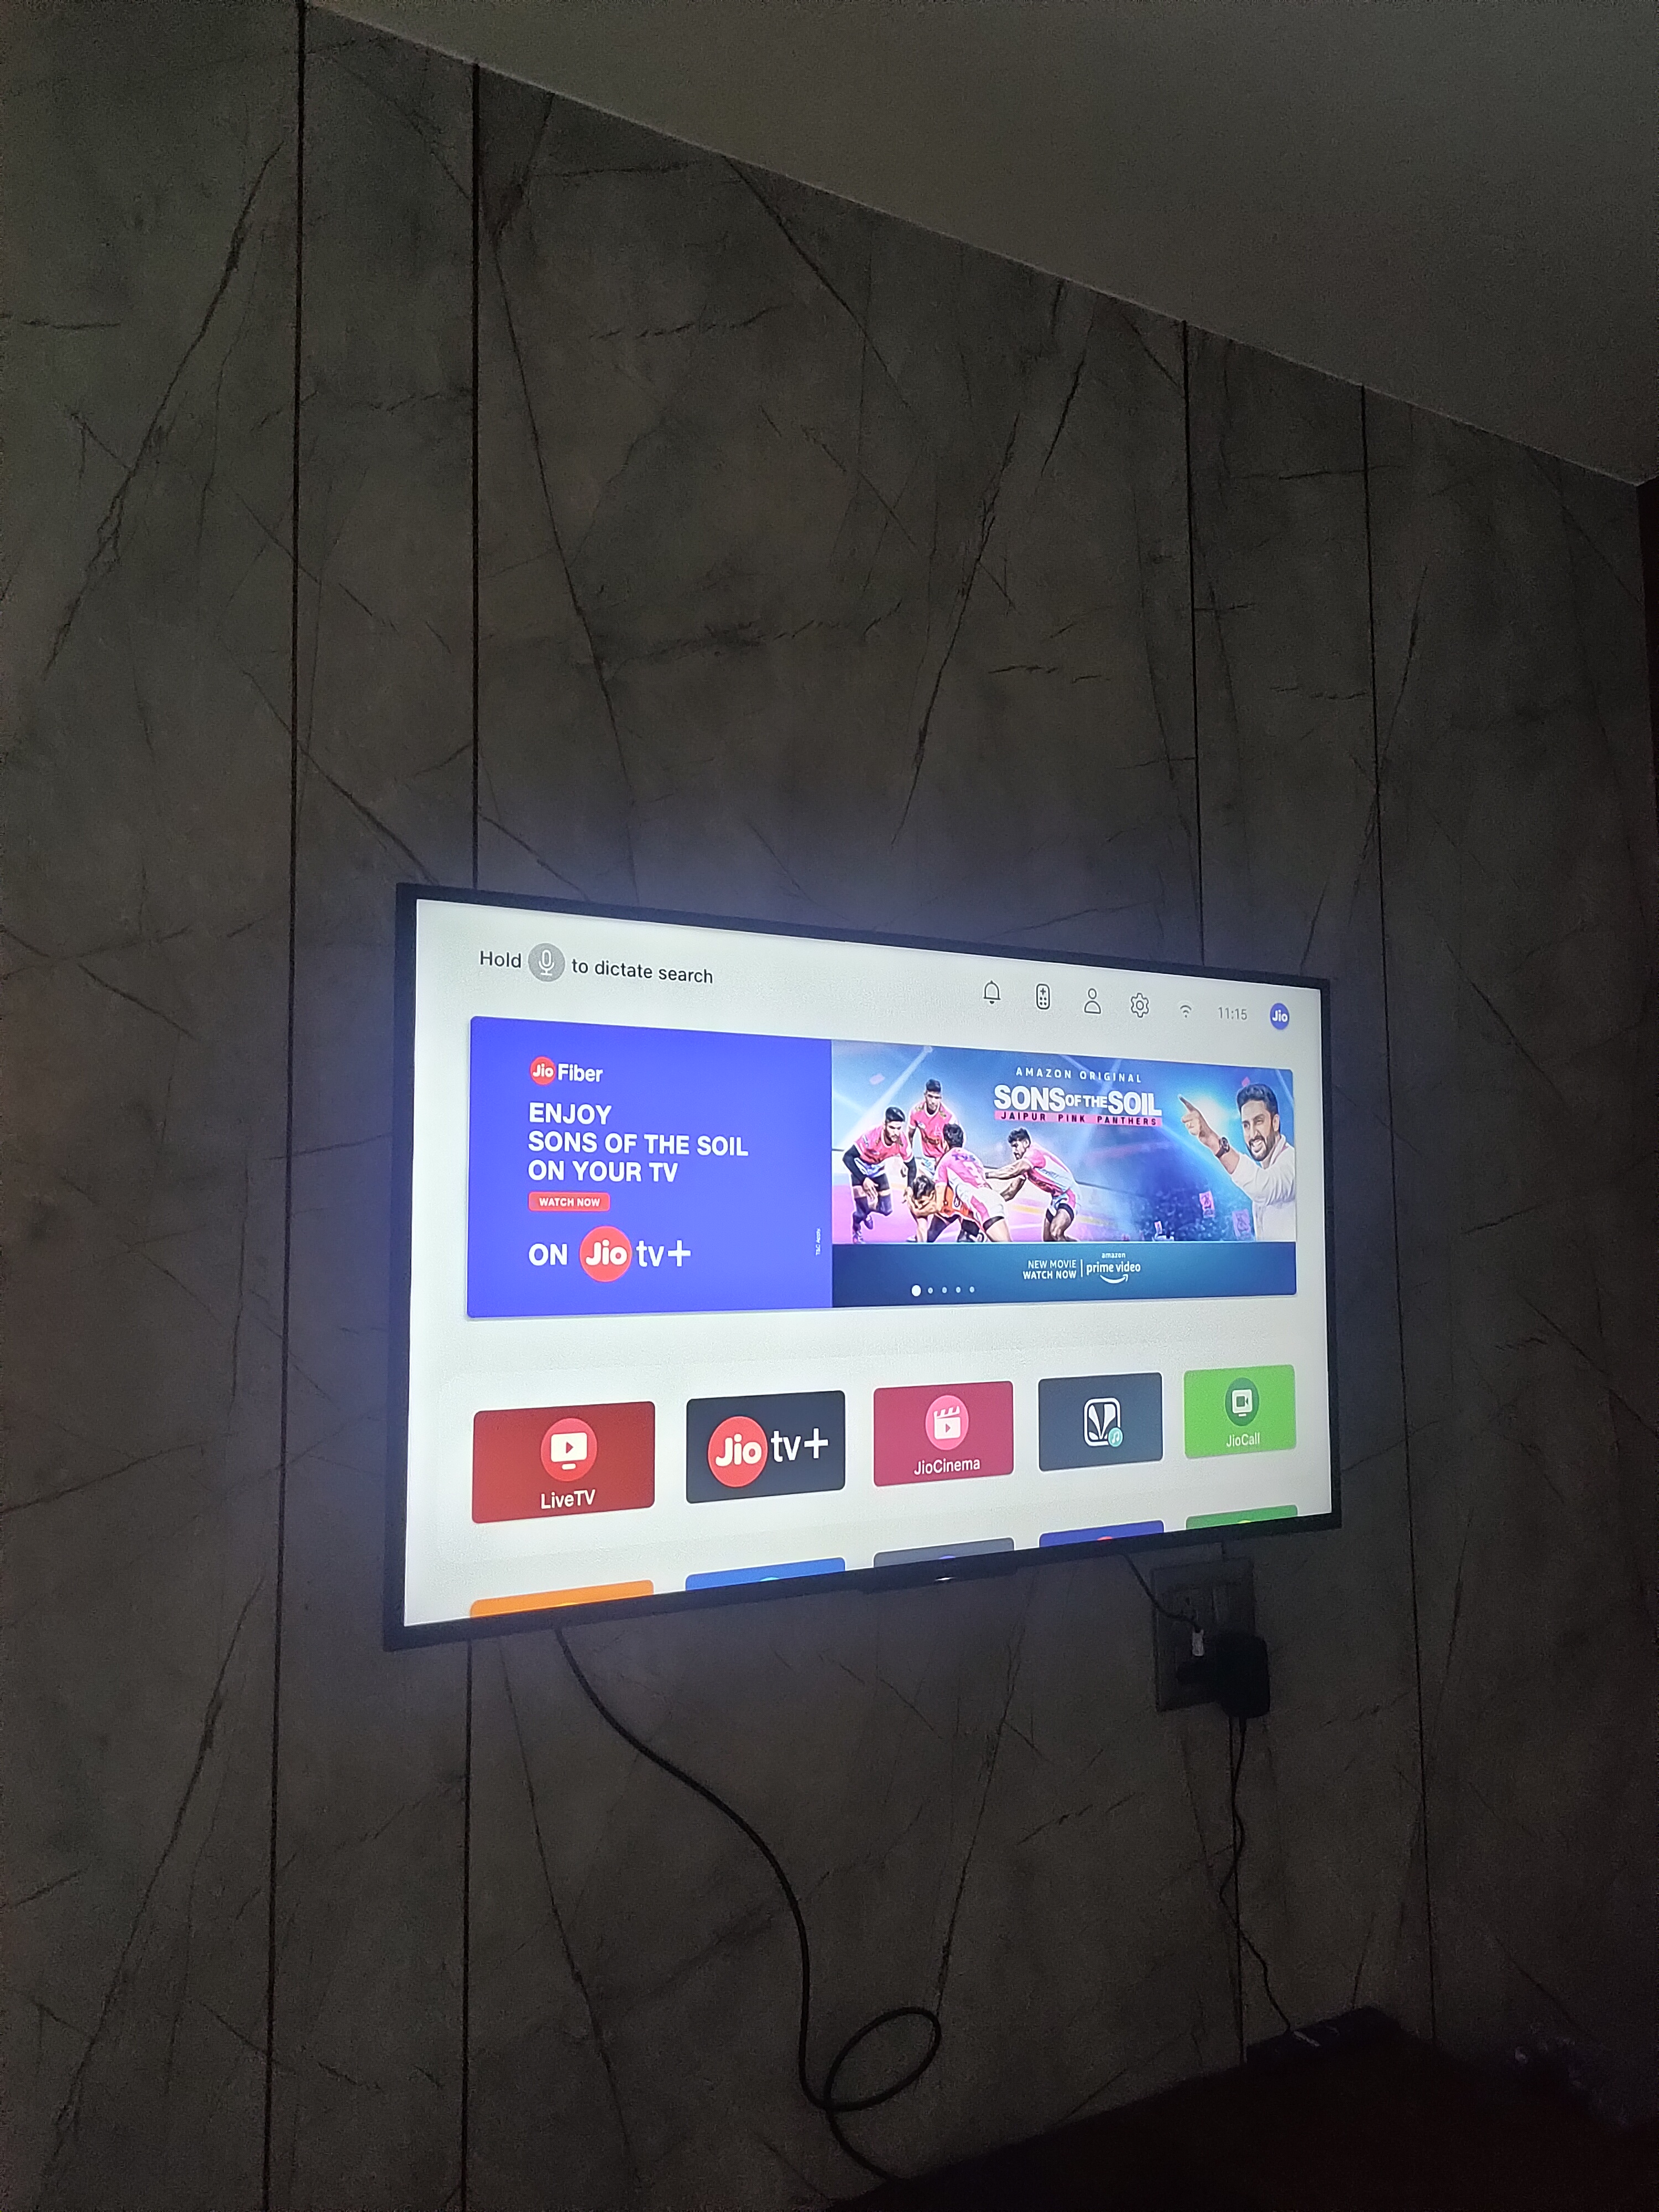 Hold to dictate search
11:15
Jio
Jio Fiber
ENJOY
SONS OF THE SOIL
ON YOUR TV
WATCH NOW
ON Jio tv+
T&C Apply
AMAZON ORIGINAL
SONS OF THE SOIL
JAIPUR PINK PANTHERS
NEW MOVIE
WATCH NOW
amazon
prime video
LiveTV
Jio tv+
JioCinema
JioCall